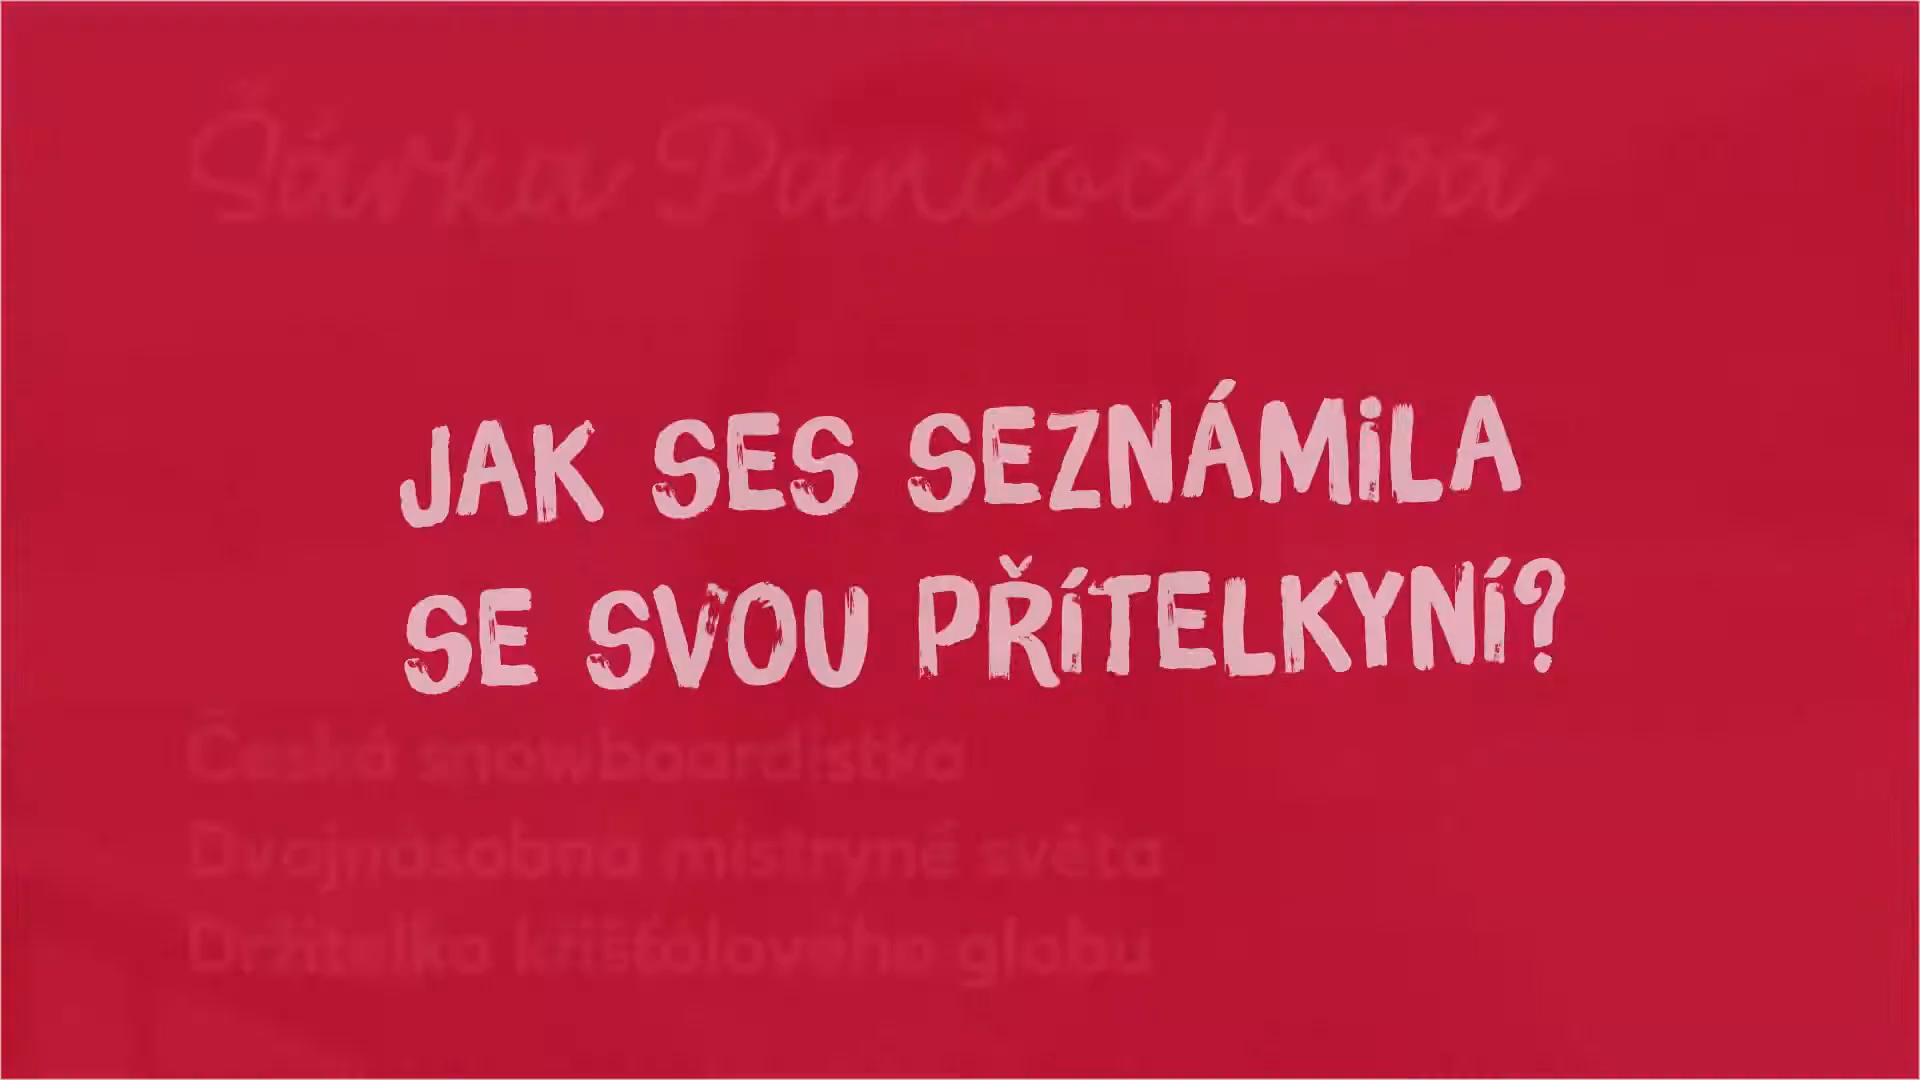 Šárka Pančochová
JAK SES SEZNÁMILA
SE SVOU PŘÍTELKYNÍ?
Česká snowboardistka
Dvojnásobná mistryně světa
Držitelka křišťálového globu